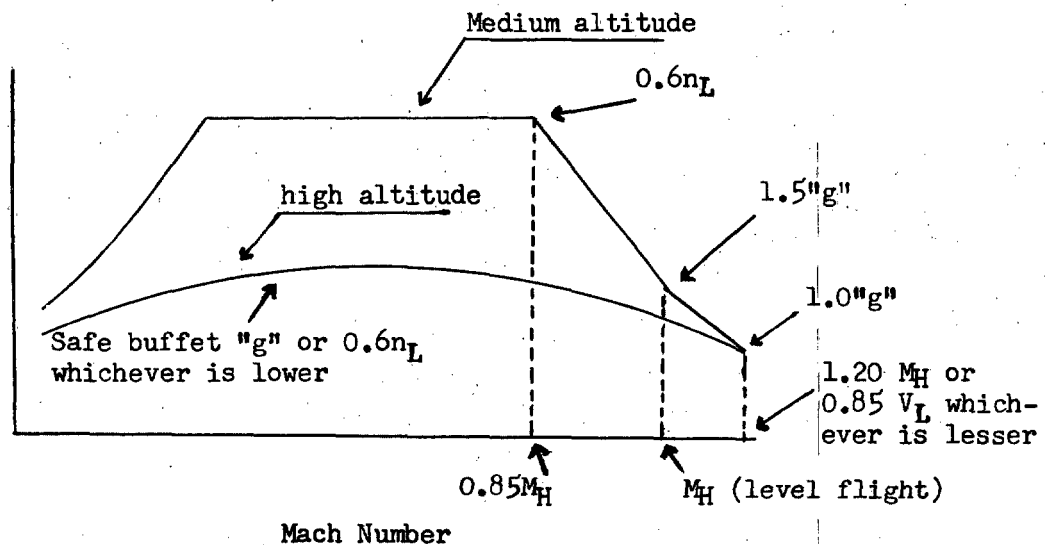 Medium altitude
0.6nL
high altitude
1.5"g"
1.0"g"
Safe buffet "g" or 0.6nL
whichever is lower
1.20 MH or
0.85 VL which-
ever is lesser
0.85MH
MH (level flight)
Mach Number